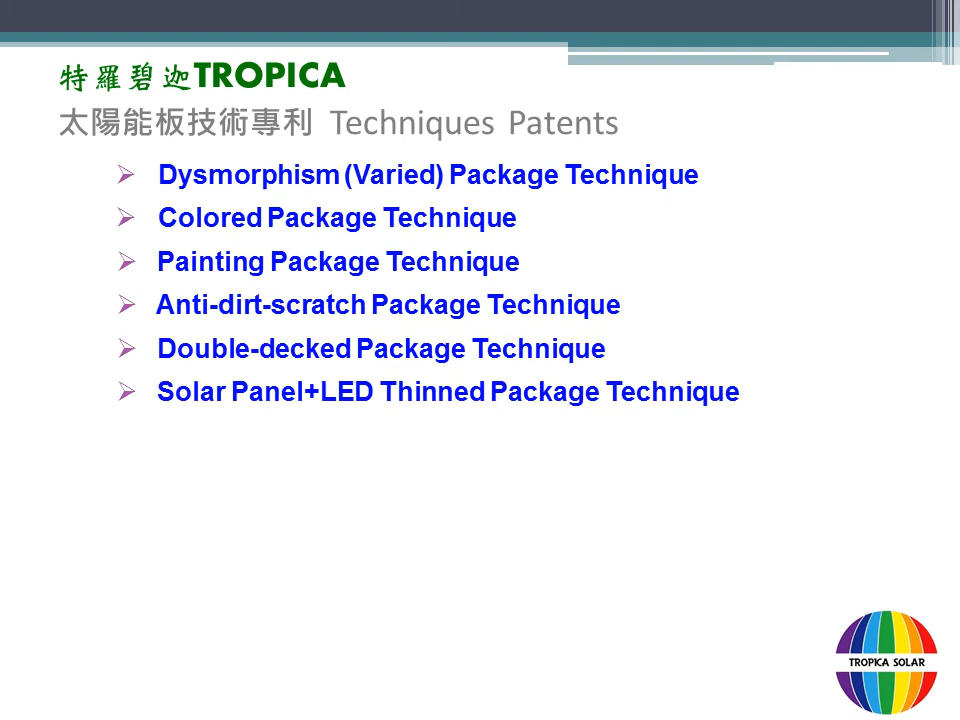 特羅碧迦TROPICA
太陽能板技術專利 Techniques Patents
Dysmorphism (Varied) Package Technique
Colored Package Technique
Painting Package Technique
Anti-dirt-scratch Package Technique
Double-decked Package Technique
Solar Panel+LED Thinned Package Technique
TROPICA SOLAR